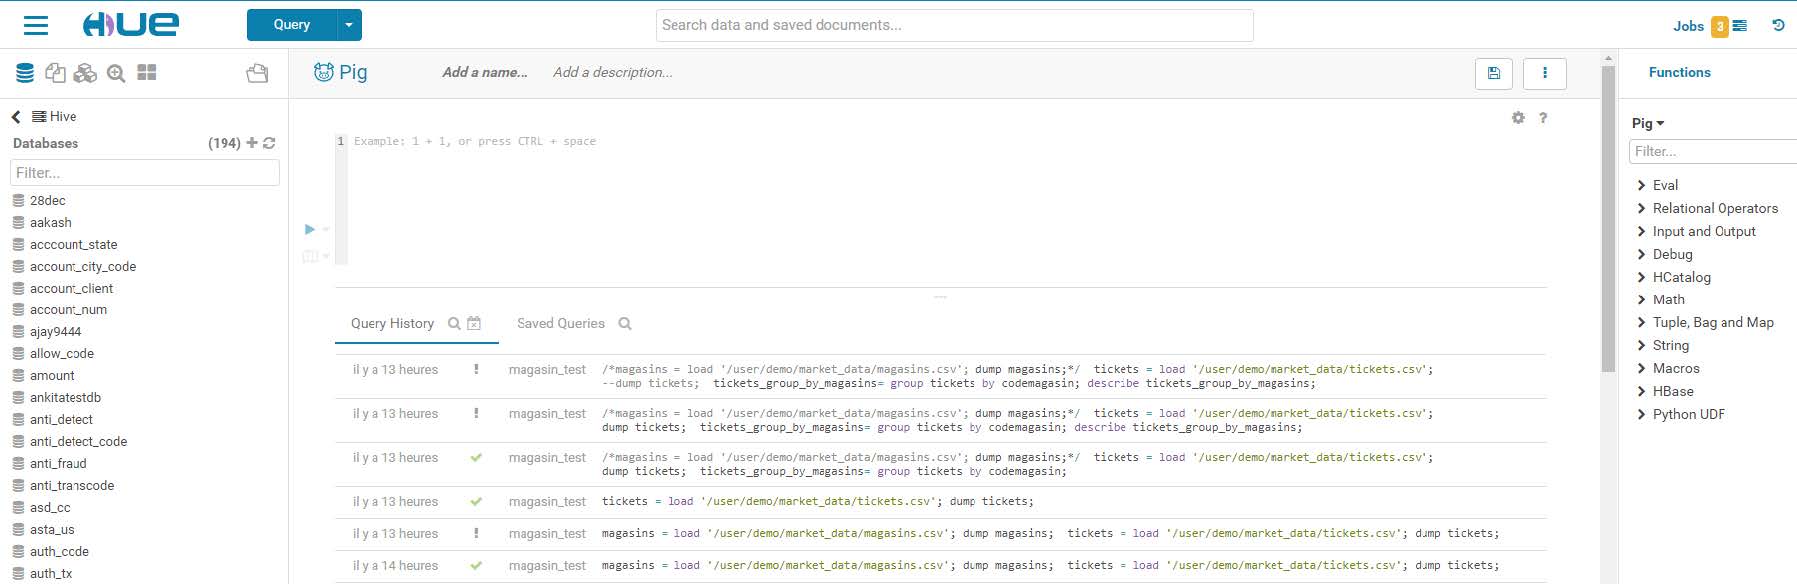 HUE
Query
Search data and saved documents...
Jobs 3
Pig
Add a name...
Add a description...
Functions
Hive
Databases (194)
Filter...
28dec
aakash
acccount_state
account_city_code
account_client
account_num
ajay9444
allow_code
amount
ankitatestdb
anti_detect
anti_detect_code
anti_fraud
anti_transcode
asd_cc
asta_us
auth_ccde
auth_tx
1 Example: 1 + 1, or press CTRL + space
?
Query History
Saved Queries
il y a 13 heures ! magasin_test /*magasins = load '/user/demo/market_data/magasins.csv'; dump magasins;*/ tickets = load '/user/demo/market_data/tickets.csv';
--dump tickets; tickets_group_by_magasins= group tickets by codemagasin; describe tickets_group_by_magasins;
il y a 13 heures ! magasin_test /*magasins = load '/user/demo/market_data/magasins.csv'; dump magasins;*/ tickets = load '/user/demo/market_data/tickets.csv';
dump tickets; tickets_group_by_magasins= group tickets by codemagasin; describe tickets_group_by_magasins;
il y a 13 heures magasin_test /*magasins = load '/user/demo/market_data/magasins.csv'; dump magasins;*/ tickets = load '/user/demo/market_data/tickets.csv';
dump tickets; tickets_group_by_magasins= group tickets by codemagasin;
il y a 13 heures magasin_test tickets = load '/user/demo/market_data/tickets.csv'; dump tickets;
il y a 13 heures ! magasin_test magasins = load '/user/demo/market_data/magasins.csv'; dump magasins; tickets = load '/user/demo/market_data/tickets.csv'; dump tickets;
il y a 14 heures magasin_test magasins = load '/user/demo/market_data/magasins.csv'; dump magasins; tickets = load '/user/demo/market_data/tickets.csv'; dump tickets;
Pig
Filter...
Eval
Relational Operators
Input and Output
Debug
HCatalog
Math
Tuple, Bag and Map
String
Macros
HBase
Python UDF